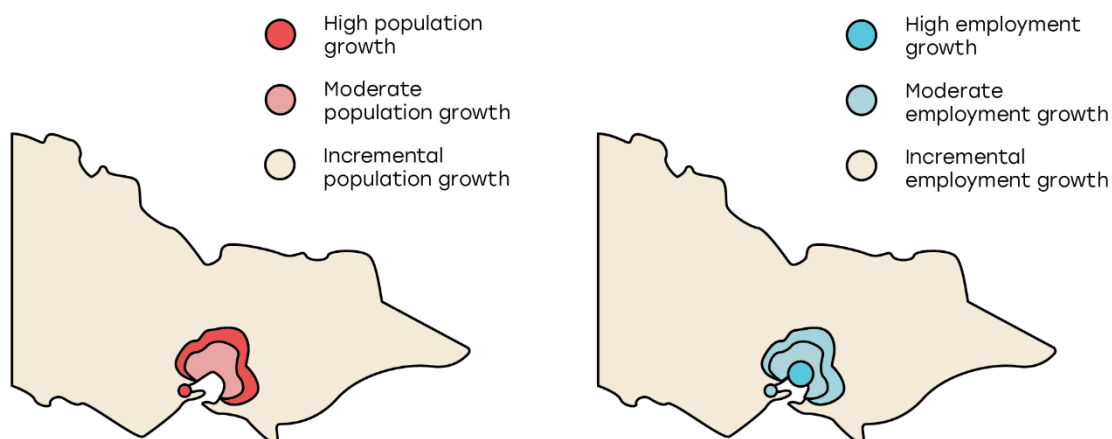 High population
growth
Moderate
population growth
Incremental
population growth
High employment
growth
Moderate
employment growth
Incremental
employment growth